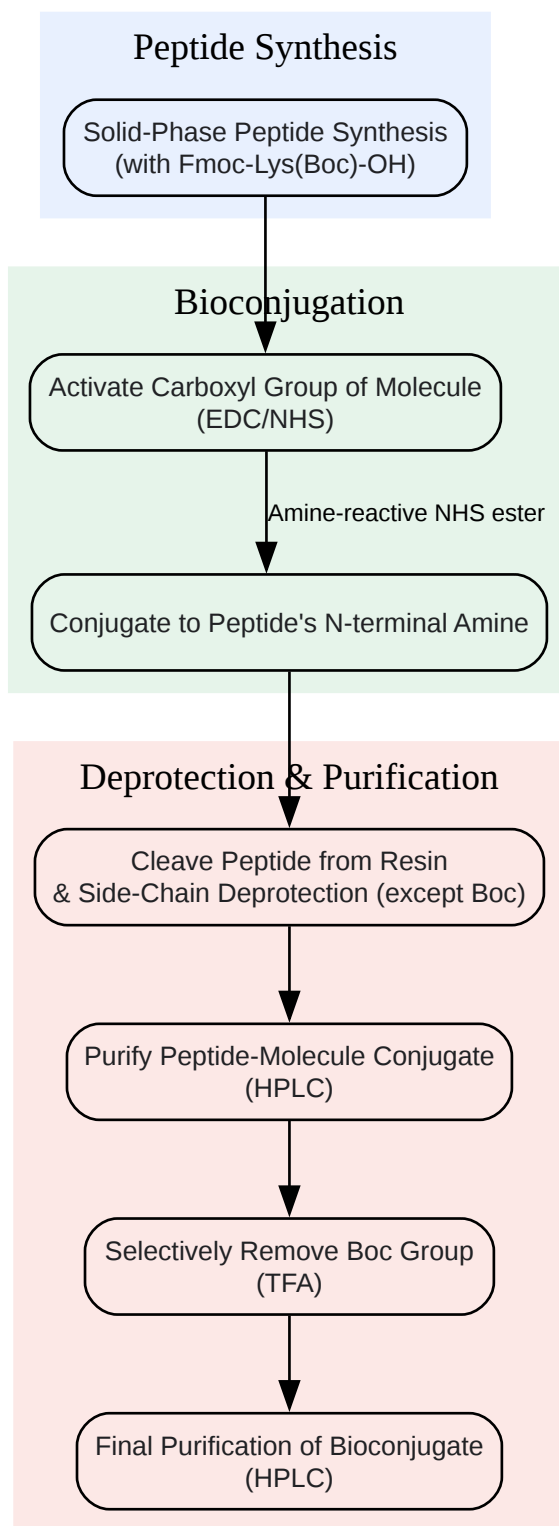 Peptide Synthesis
Solid-Phase Peptide Synthesis
(with Fmoc-Lys(Boc)-OH)
Bioconjugation
Activate Carboxyl Group of Molecule
(EDC/NHS)
Amine-reactive NHS ester
Conjugate to Peptide's N-terminal Amine
Deprotection & Purification
Cleave Peptide from Resin
& Side-Chain Deprotection (except Boc)
Purify Peptide-Molecule Conjugate
(HPLC)
Selectively Remove Boc Group
(TFA)
Final Purification of Bioconjugate
(HPLC)